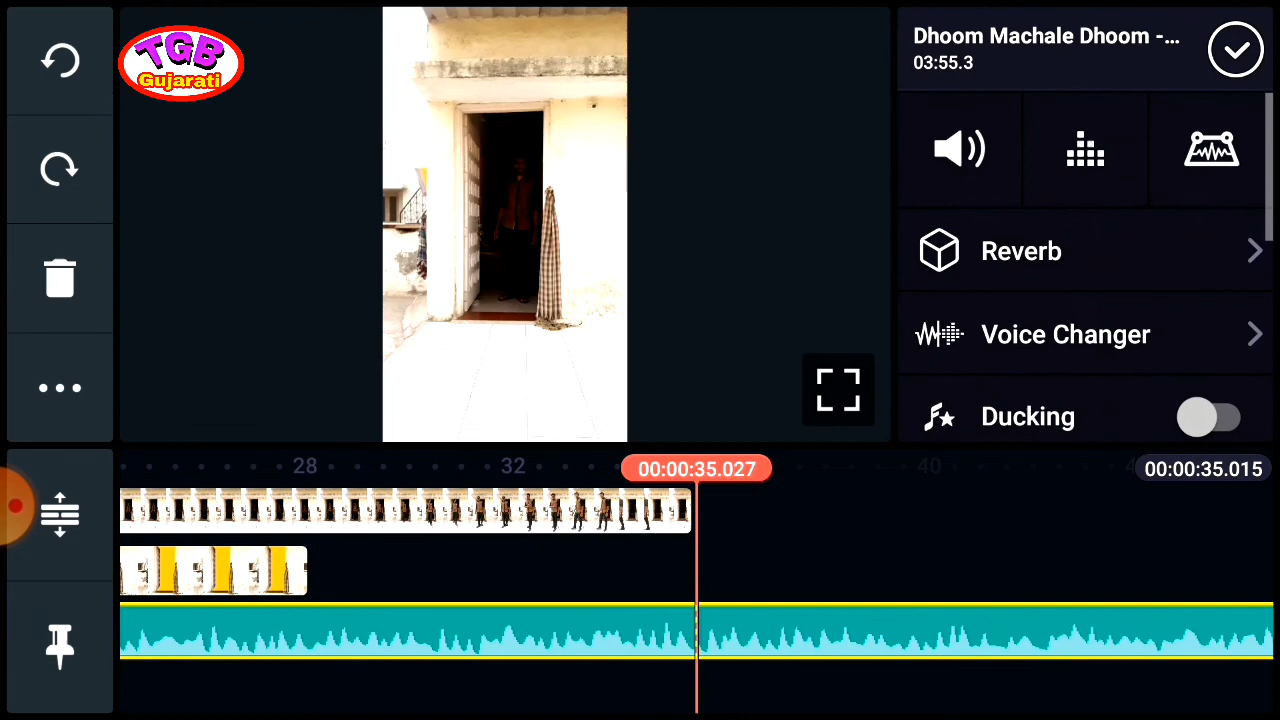 TGB
Gujarati
Dhoom Machale Dhoom -...
03:55.3
Reverb
Voice Changer
Ducking
28
32
00:00:35.027
40
00:00:35.015